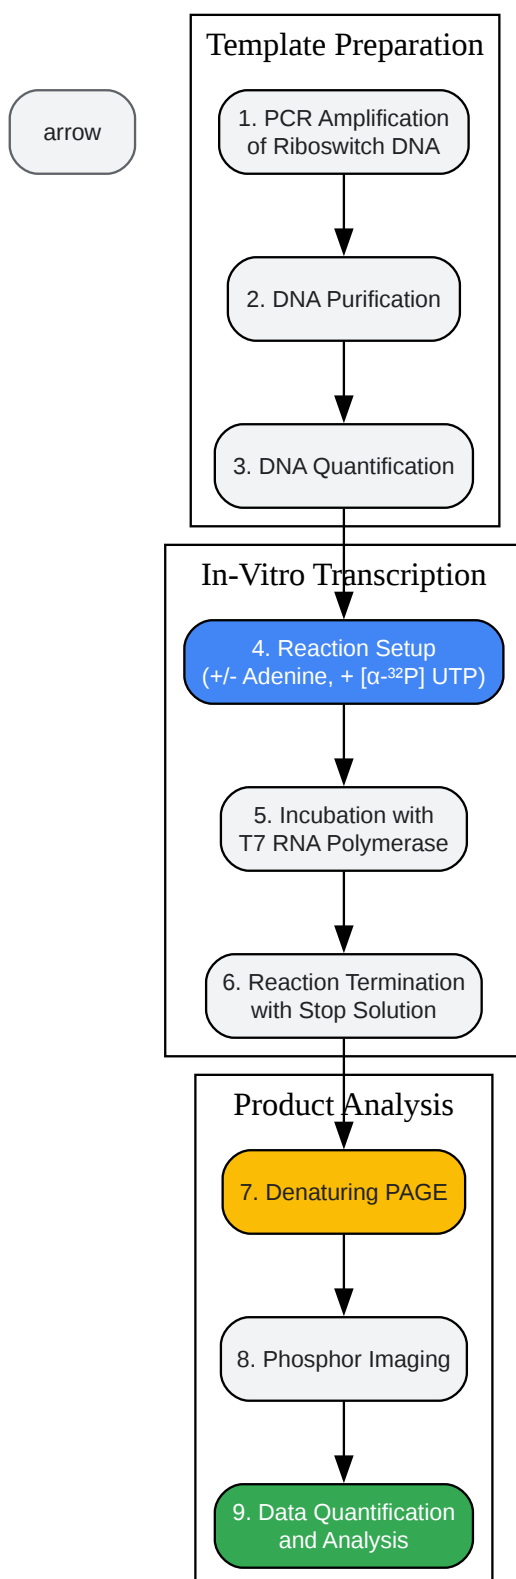 Template Preparation
arrow
1. PCR Amplification
of Riboswitch DNA
2. DNA Purification
3. DNA Quantification
In-Vitro Transcription
4. Reaction Setup
(+/- Adenine, + [α-³²P] UTP)
5. Incubation with
T7 RNA Polymerase
6. Reaction Termination
with Stop Solution
Product Analysis
7. Denaturing PAGE
8. Phosphor Imaging
9. Data Quantification
and Analysis